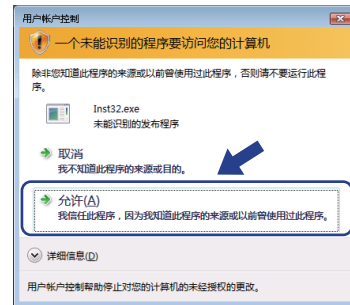 用户帐户控制
一个未能识别的程序要访问您的计算机
除非您知道此程序的来源或以前曾使用过此程序，否则请不要运行此程
序。
Inst32.exe
未能识别的发布程序
取消
我不知道此程序的来源或目的。
允许(A)
我信任此程序，因为我知道此程序的来源或以前曾使用过此程序。
详细信息(D)
用户帐户控制帮助停止对您的计算机的未经授权的更改。